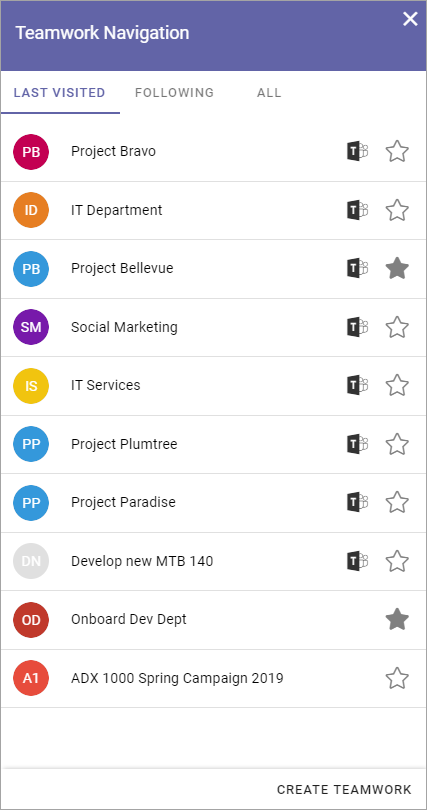 Teamwork Navigation
LAST VISITED FOLLOWING ALL
PB Project Bravo T
ID IT Department T
PB Project Bellevue T
SM Social Marketing T
IS IT Services T
PP Project Plumtree T
PP Project Paradise T
DN Develop new MTB 140 T
OD Onboard Dev Dept
A1 ADX 1000 Spring Campaign 2019
CREATE TEAMWORK